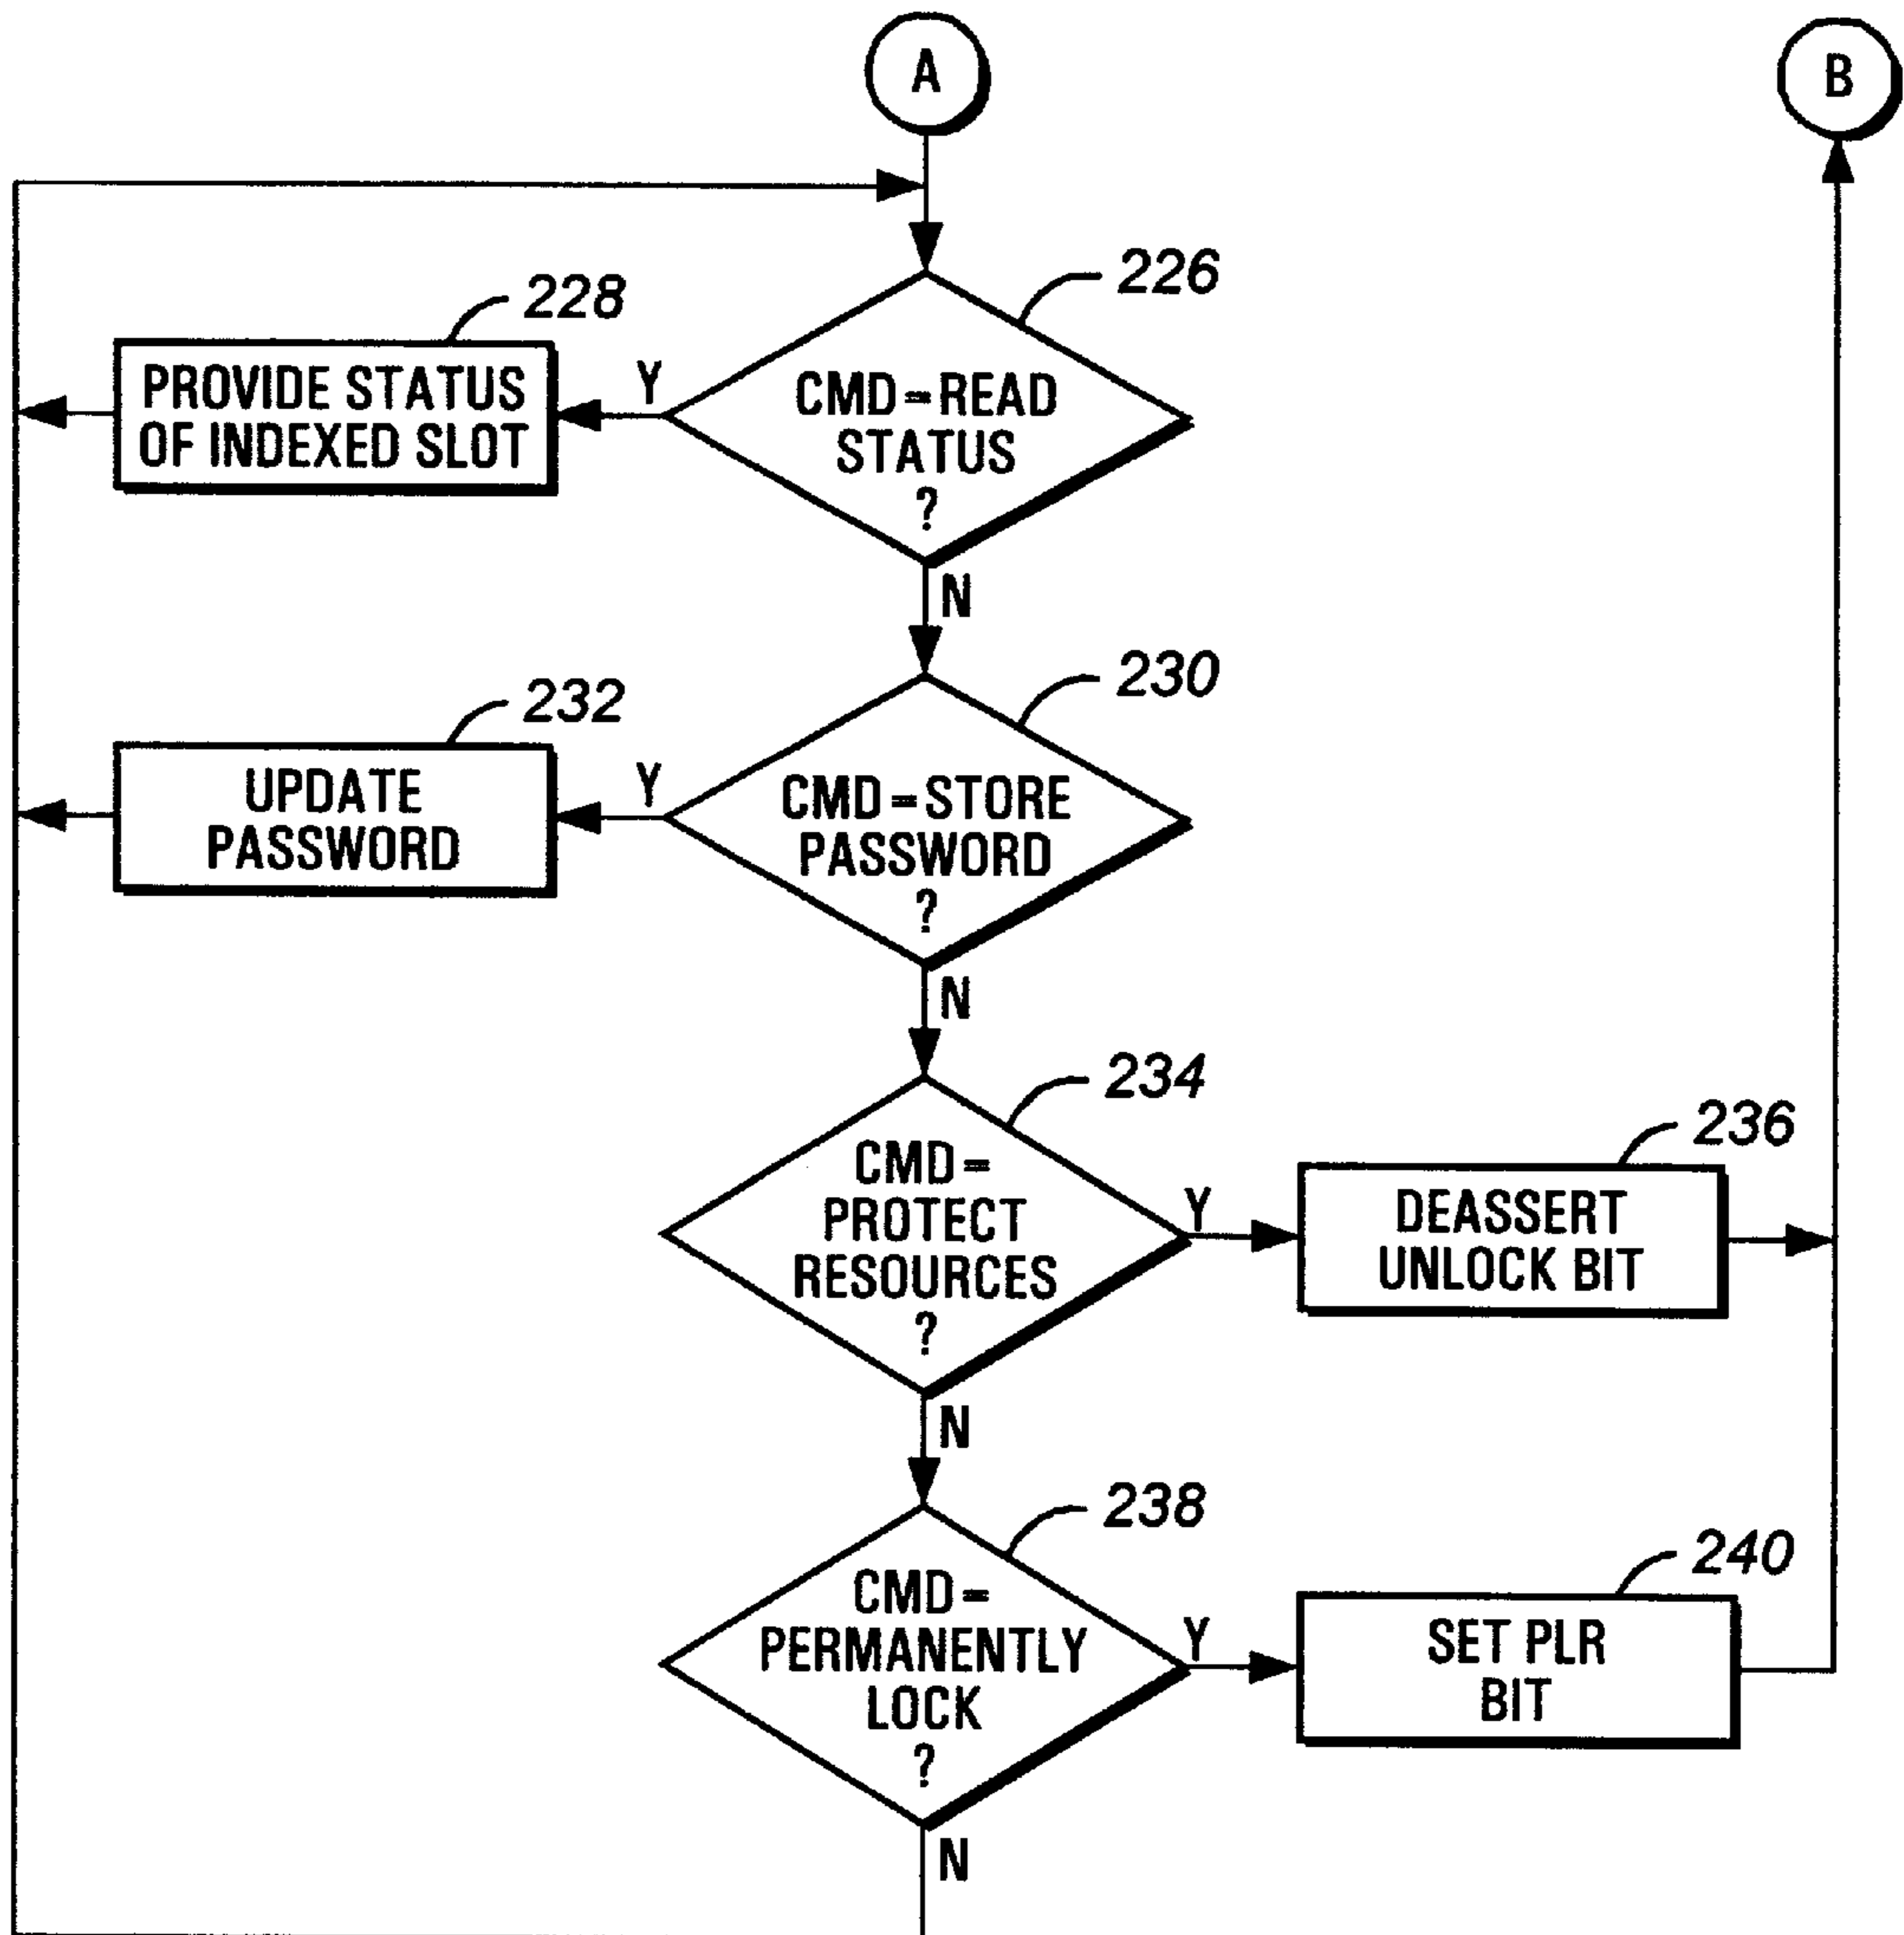 A
B
226
228
PROVIDE STATUS
OF INDEXED SLOT
Y
CMD=READ
STATUS
?
N
230
232
UPDATE
PASSWORD
Y
CMD=STORE
PASSWORD
?
N
234
CMD=
PROTECT
RESOURCES
?
Y
236
DEASSERT
UNLOCK BIT
N
238
CMD=
PERMANENTLY
LOCK
?
Y
240
SET PLR
BIT
N